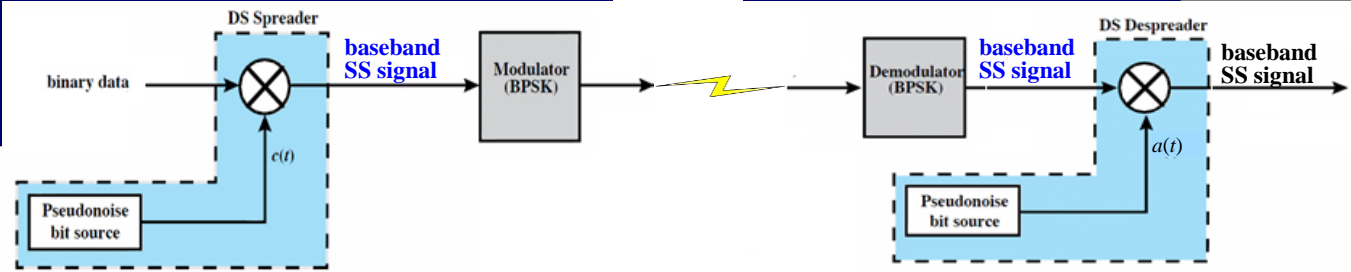 DS Spreader
binary data
c(t)
Pseudonoise
bit source
baseband
SS signal
Modulator
(BPSK)
Demodulator
(BPSK)
baseband
SS signal
DS Despreader
a(t)
Pseudonoise
bit source
baseband
SS signal